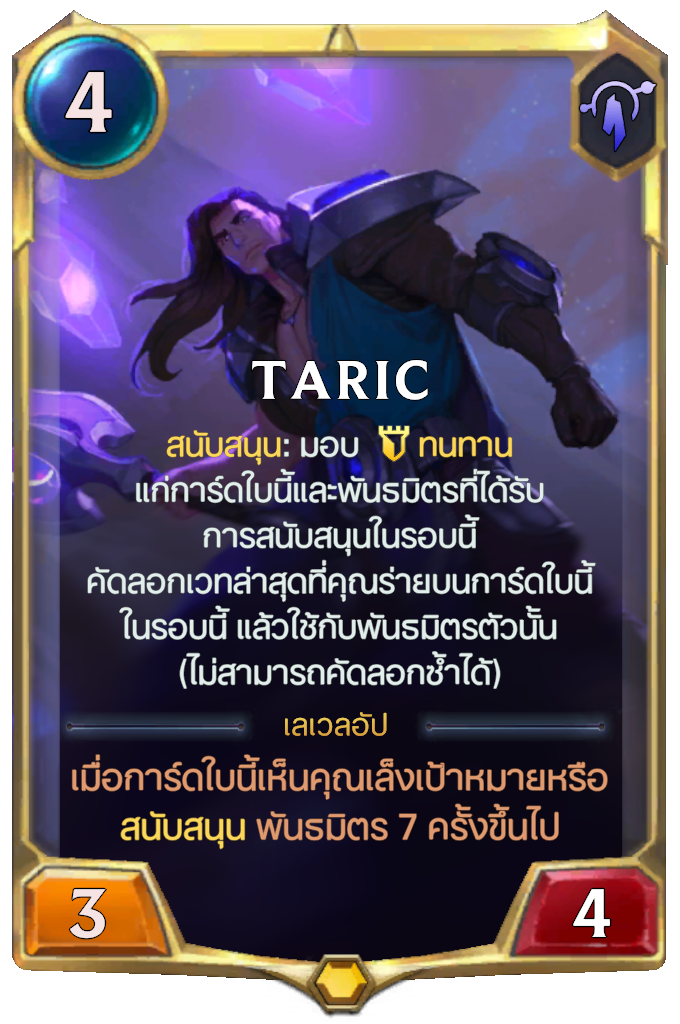 4
TARIC
สนับสนุน: มอบ ทนทาน
แก่การ์ดใบนี้และพันธมิตรที่ได้รับ
การสนับสนุนในรอบนี้
คัดลอกเวทล่าสุดที่คุณร่ายบนการ์ดใบนี้
ในรอบนี้ แล้วใช้กับพันธมิตรตัวนั้น
(ไม่สามารถคัดลอกซ้ำได้)
เลเวลอัป
เมื่อการ์ดใบนี้เห็นคุณเล็งเป้าหมายหรือ
สนับสนุน พันธมิตร 7 ครั้งขึ้นไป
3
4